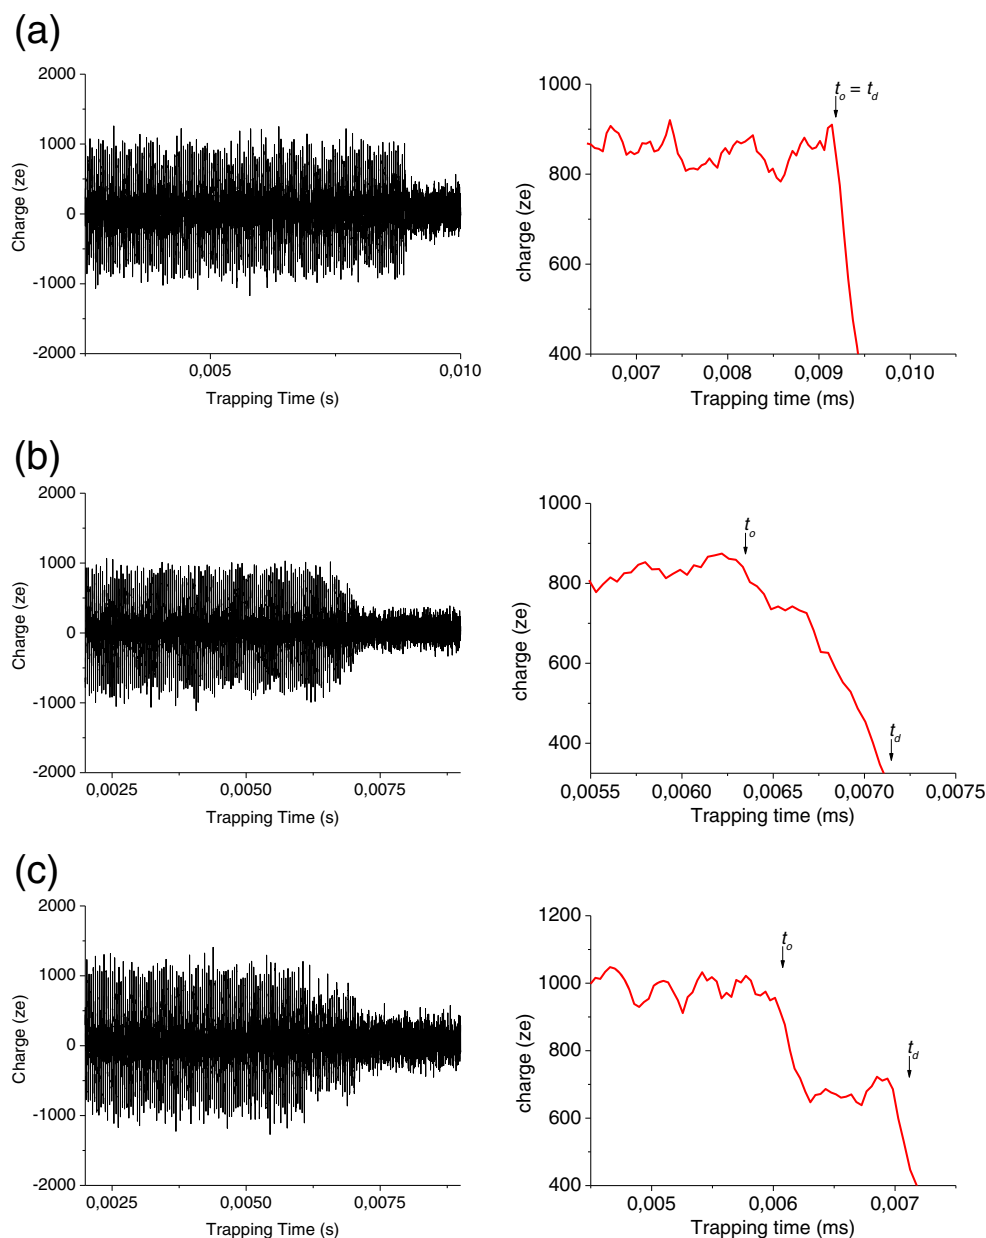 (a)
2000
1000
0
-1000
-2000
Charge (ze)
0,005
0,010
Trapping Time (s)
1000
800
600
400
charge (ze)
t_o = t_d
0,007
0,008
0,009
0,010
Trapping time (ms)
(b)
2000
1000
0
-1000
-2000
Charge (ze)
0,0025
0,0050
0,0075
Trapping Time (s)
1000
800
600
400
charge (ze)
t_o
t_d
0,0055
0,0060
0,0065
0,0070
0,0075
Trapping time (ms)
(c)
2000
1000
0
-1000
-2000
Charge (ze)
0,0025
0,0050
0,0075
Trapping Time (s)
1200
1000
800
600
400
charge (ze)
t_o
t_d
0,005
0,006
0,007
Trapping time (ms)